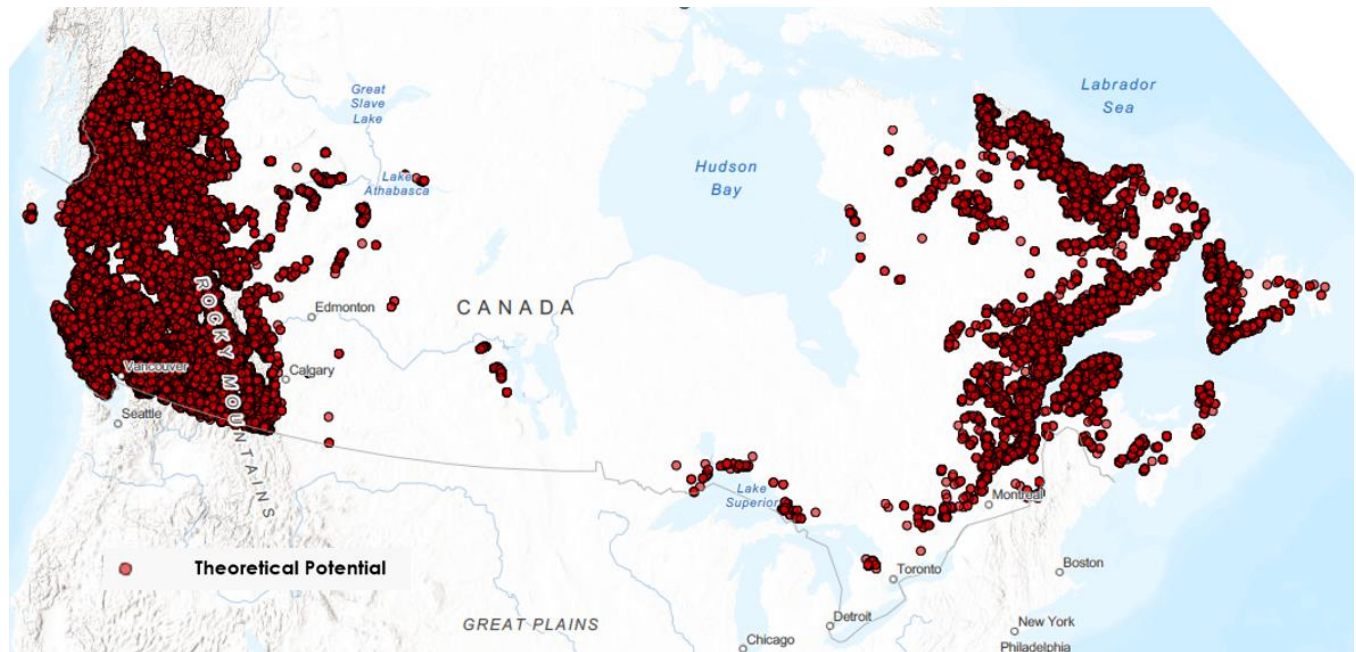 Labrador
Sea
Great
Slave
Lake
Hudson
Bay
Lake
Athabasca
ROCKY MOUNTAINS
Edmonton
CANADA
Vancouver
Calgary
Seattle
Lake
Superior
Montreal
Theoretical Potential
Toronto
Boston
GREAT PLAINS
Detroit
New York
Chicago
Philadelphia